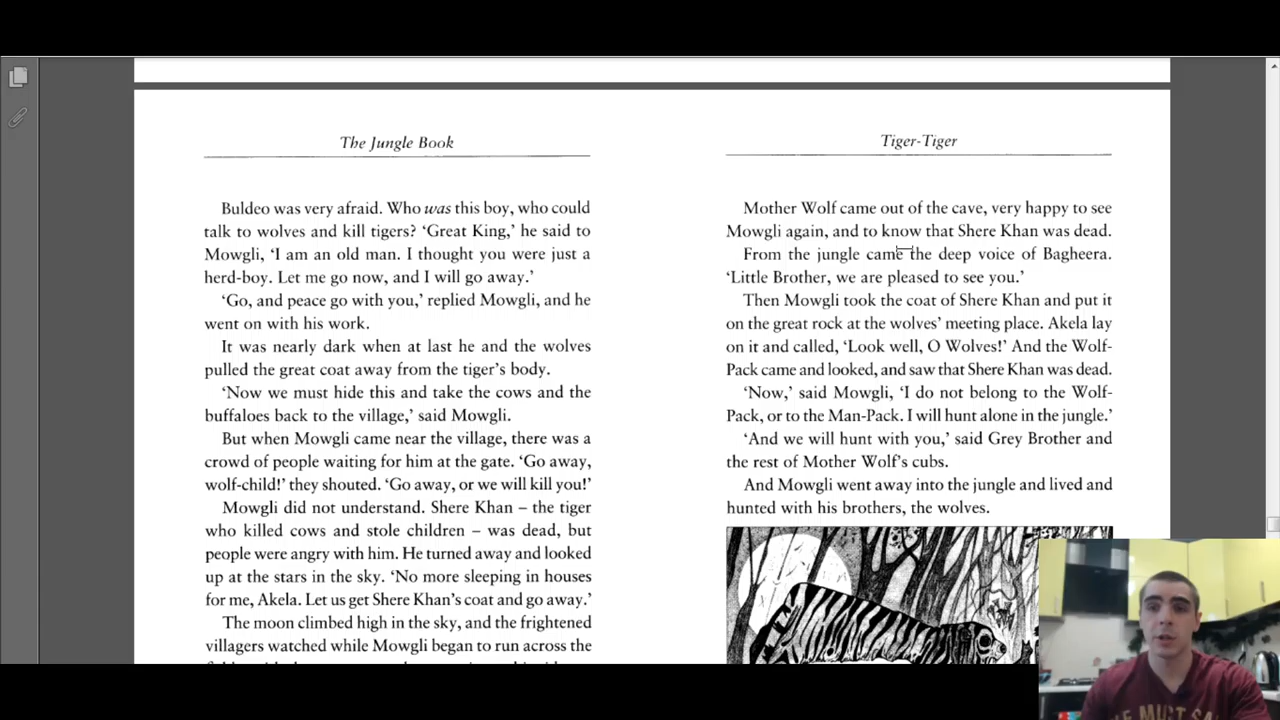 The Jungle Book
Buldeo was very afraid. Who was this boy, who could
talk to wolves and kill tigers? ‘Great King,’ he said to
Mowgli, ‘I am an old man. I thought you were just a
herd-boy. Let me go now, and I will go away.’
‘Go, and peace go with you,’ replied Mowgli, and he
went on with his work.
It was nearly dark when at last he and the wolves
pulled the great coat away from the tiger’s body.
‘Now we must hide this and take the cows and the
buffaloes back to the village,’ said Mowgli.
But when Mowgli came near the village, there was a
crowd of people waiting for him at the gate. ‘Go away,
wolf-child!’ they shouted. ‘Go away, or we will kill you!’
Mowgli did not understand. Shere Khan – the tiger
who killed cows and stole children – was dead, but
people were angry with him. He turned away and looked
up at the stars in the sky. ‘No more sleeping in houses
for me, Akela. Let us get Shere Khan’s coat and go away.’
The moon climbed high in the sky, and the frightened
villagers watched while Mowgli began to run across the
Tiger-Tiger
Mother Wolf came out of the cave, very happy to see
Mowgli again, and to know that Shere Khan was dead.
From the jungle came the deep voice of Bagheera.
‘Little Brother, we are pleased to see you.’
Then Mowgli took the coat of Shere Khan and put it
on the great rock at the wolves’ meeting place. Akela lay
on it and called, ‘Look well, O Wolves!’ And the Wolf-
Pack came and looked, and saw that Shere Khan was dead.
‘Now,’ said Mowgli, ‘I do not belong to the Wolf-
Pack, or to the Man-Pack. I will hunt alone in the jungle.’
‘And we will hunt with you,’ said Grey Brother and
the rest of Mother Wolf’s cubs.
And Mowgli went away into the jungle and lived and
hunted with his brothers, the wolves.